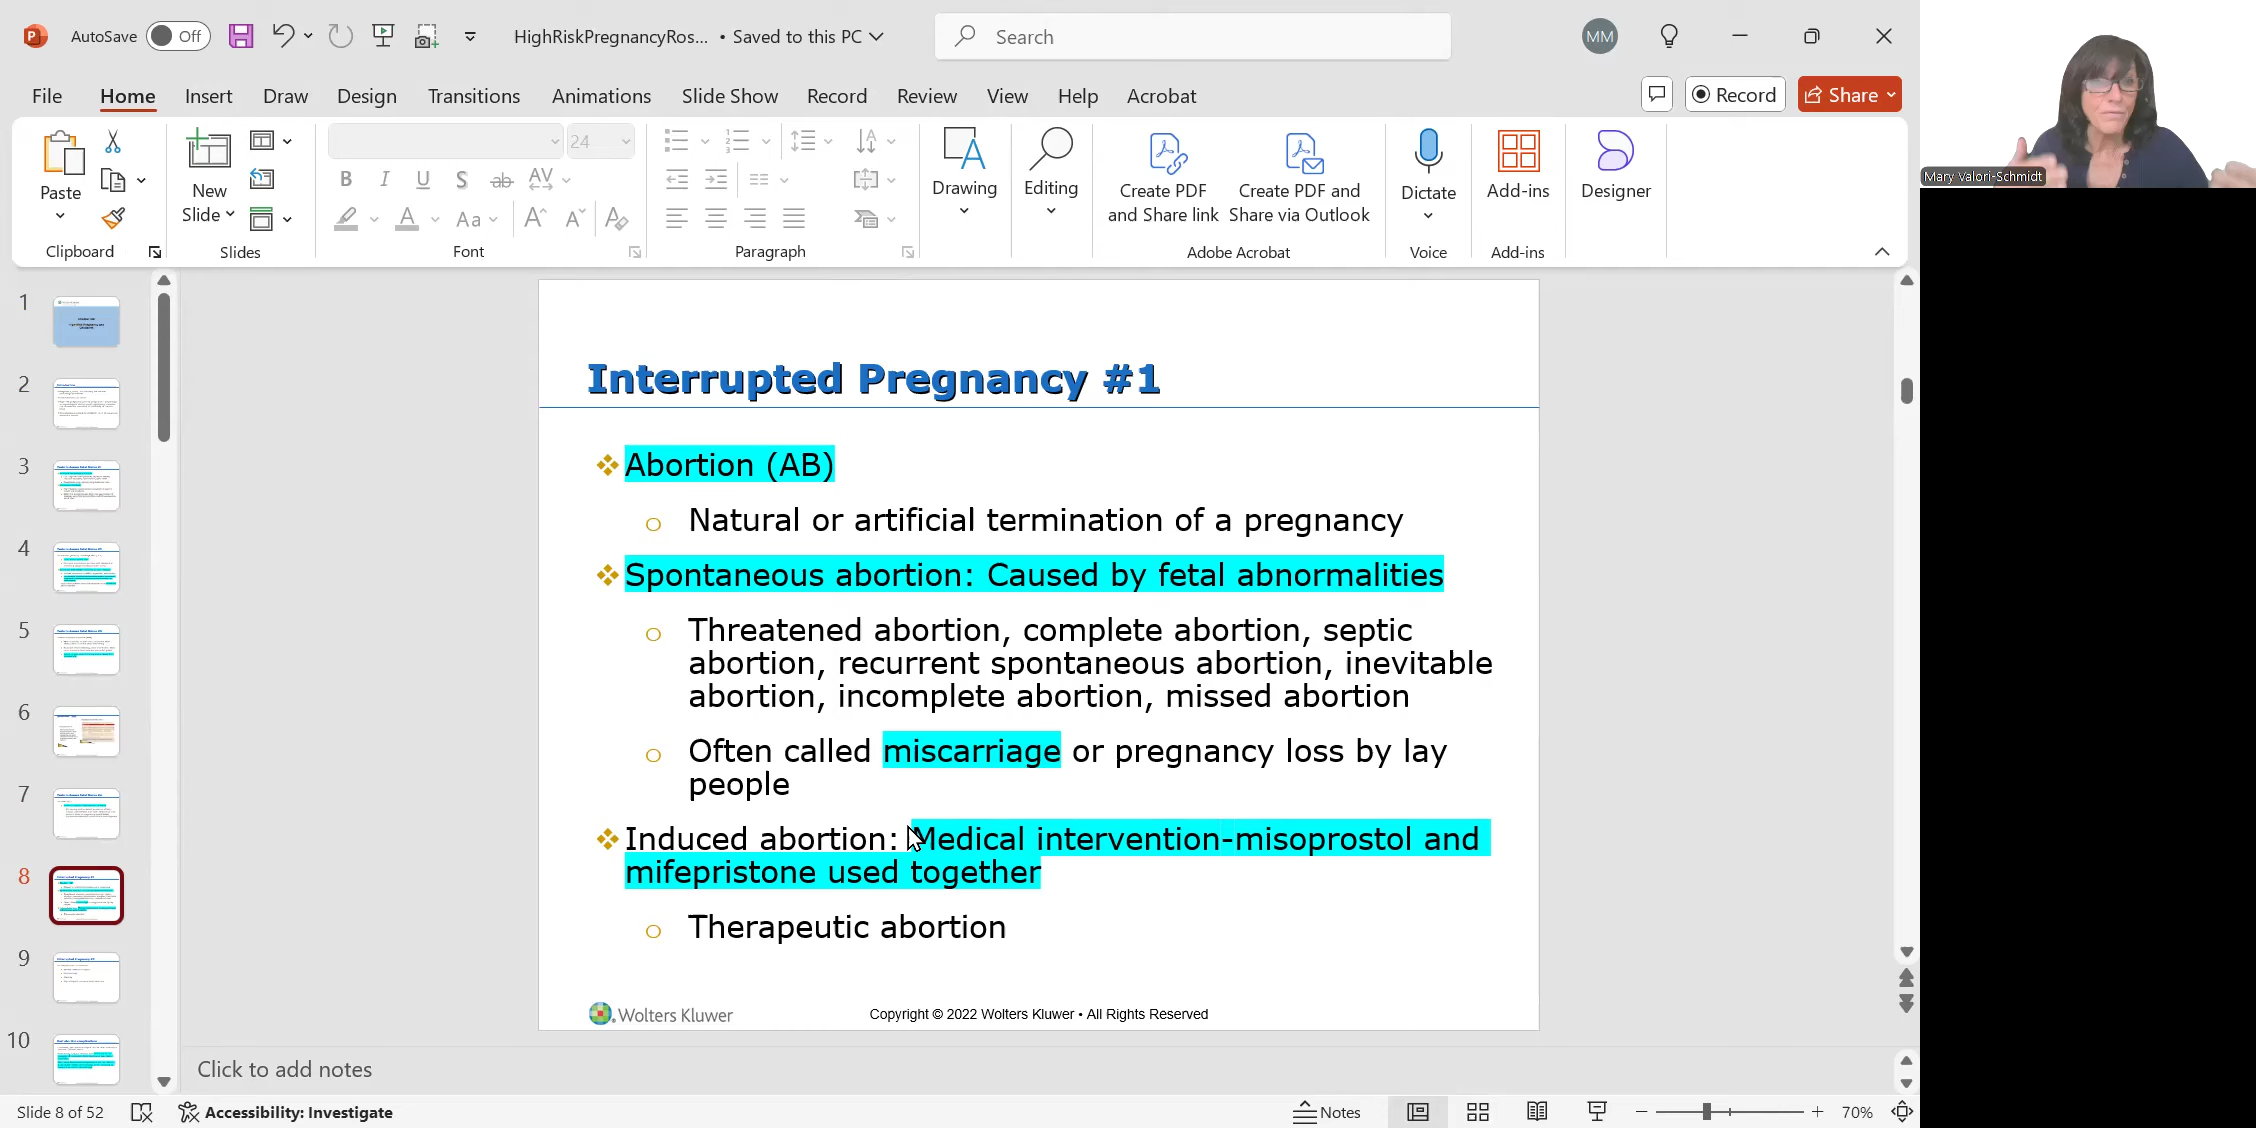 AutoSave Off HighRiskPregnancyRos... • Saved to this PC Search MM
File Home Insert Draw Design Transitions Animations Slide Show Record Review View Help Acrobat Record Share
Paste
New
Slide
24
B I U S ab AV
A Aa A A A
Drawing
Editing
Create PDF
and Share link
Create PDF and
Share via Outlook
Dictate
Add-ins
Designer
Clipboard Slides Font Paragraph Adobe Acrobat Voice Add-ins
Mary Valori-Schmidt
1
2
3
4
5
6
7
8
9
10
Interrupted Pregnancy #1
Abortion (AB)
Natural or artificial termination of a pregnancy
Spontaneous abortion: Caused by fetal abnormalities
Threatened abortion, complete abortion, septic
abortion, recurrent spontaneous abortion, inevitable
abortion, incomplete abortion, missed abortion
Often called miscarriage or pregnancy loss by lay
people
Induced abortion: Medical intervention-misoprostol and
mifepristone used together
Therapeutic abortion
Wolters Kluwer
Copyright © 2022 Wolters Kluwer • All Rights Reserved
Click to add notes
Slide 8 of 52 Accessibility: Investigate Notes 70%